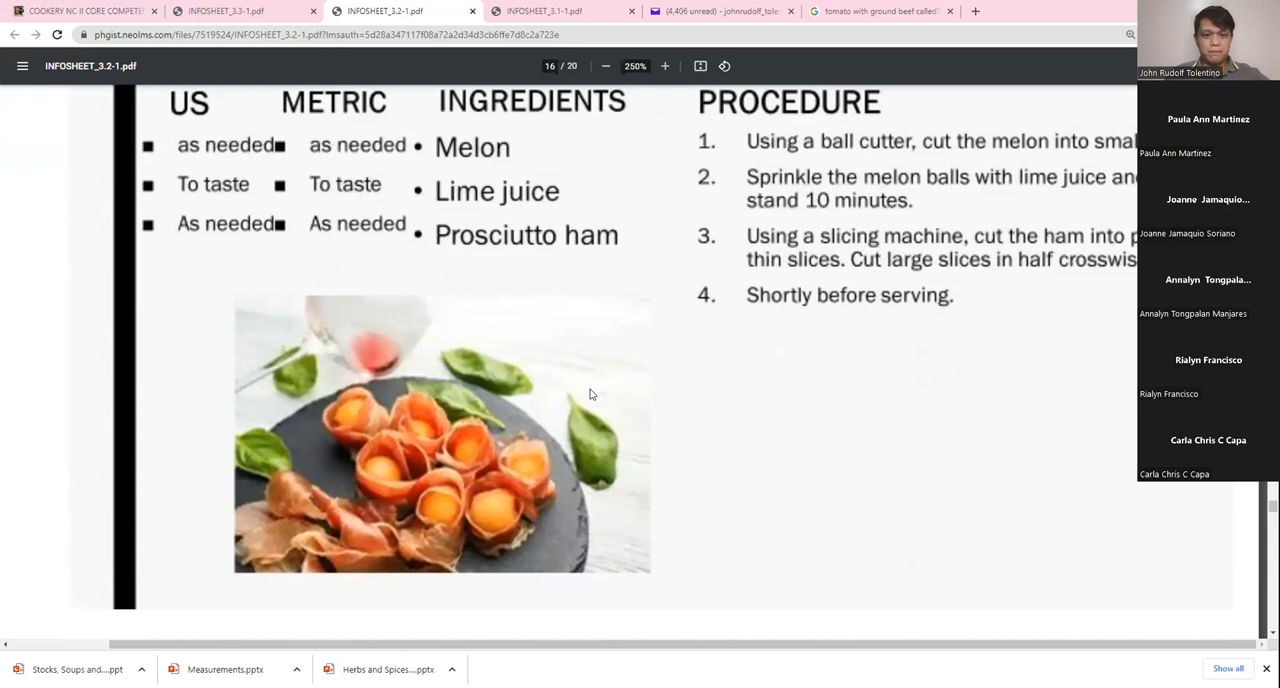 COOKERY NC II CORE COMPETE
INFOSHEET_3.3-1.pdf
INFOSHEET_3.2-1.pdf
INFOSHEET_3.1-1.pdf
(4,406 unread) - johnrudolf_toles
tomato with ground beef called
phgist.neolms.com/files/7519524/INFOSHEET_3.2-1.pdf?lmsauth=5d28a347117f08a72a2d34d3cb6ffe7d8c2a723e
INFOSHEET_3.2-1.pdf
16 / 20
250%
US METRIC INGREDIENTS
as needed as needed Melon
To taste To taste Lime juice
As needed As needed Prosciutto ham
PROCEDURE
1. Using a ball cutter, cut the melon into smal
2. Sprinkle the melon balls with lime juice an
stand 10 minutes.
3. Using a slicing machine, cut the ham into p
thin slices. Cut large slices in half crosswis
4. Shortly before serving.
John Rudolf Tolentino
Paula Ann Martinez
Paula Ann Martinez
Joanne Jamaquio...
Joanne Jamaquio Soriano
Annalyn Tongpala...
Annalyn Tongpalan Manjares
Rialyn Francisco
Rialyn Francisco
Carla Chris C Capa
Carla Chris C Capa
Stocks, Soups and....ppt
Measurements.pptx
Herbs and Spices....pptx
Show all